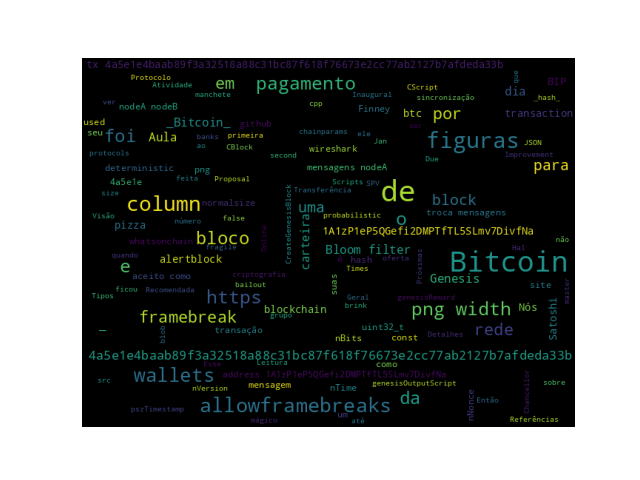 tx 4a5e1e4baab89f3a32518a88c31bc87f618f76673e2cc77ab2127b7afdeda33b
Protocolo
Atividade
em
pagamento
CScript
que
BIP
manchete
Inaugural
sincronização
dia
_hash_
ver
nodeA nodeB
cpp
Finney
btc
por
transaction
used
_Bitcoin_
github
seu
foi
Aula
banks
primeira
chainparams
ele
Jan
figuras
ao
CBlock
wireshark
JSON
protocols
second
Due
Improvement
deterministic
png
mensagens nodeA
para
4a5e1e
feita
Proposal
Scripts
spv
size
Transferência
de
column
normalsize
uma
block
Visão
número
false
probabilistic
troca mensagens
pizza
o
CreateGenesisBlock
carteira
1A1zP1eP5QGefi2DMPTfTL5SLmv7DivfNa
whatsonchain
bloco
Online
não
quando
fragile
Bloom filter
Hal
e
alertblock
é
hash
oferta
Próximas
Bitcoin
aceito como
criptografia
Times
Genesis
site
Tipos
ficou
Recomendada
bailout
suas
master
https
Geral
genesisReward
framebreak
blockchain
brink
png width
Nós
Satoshi
grupo
blob
transação
uint32_t
rede
nBits
const
Detalhes
4a5e1e4baab89f3a32518a88c31bc87f618f76673e2cc77ab2127b7afdeda33b
Esse
Leitura
como
src
wallets
address 1A1zP1eP5QGefi2DMPTfTL5SLmv7DivfNa
Chancellor
nVersion
mensagem
nTime
genesisOutputScript
sobre
pszTimestamp
allowframebreaks
da
nNonce
Então
um
mágico
até
Referências